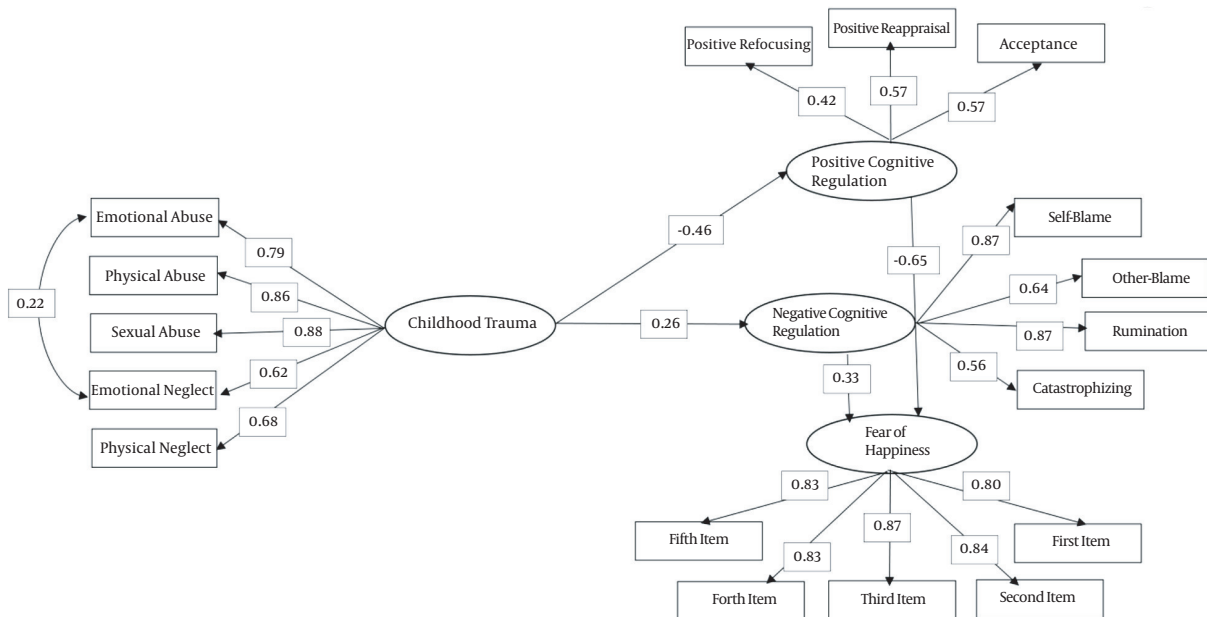 Positive Refocusing
Positive Reappraisal
Acceptance
0.42
0.57
0.57
Positive Cognitive
Regulation
Emotional Abuse
Physical Abuse
Sexual Abuse
Emotional Neglect
Physical Neglect
0.22
0.79
0.86
0.88
0.62
0.68
Childhood Trauma
-0.46
0.26
-0.65
Negative Cognitive
Regulation
0.87
0.64
0.87
0.56
Self-Blame
Other-Blame
Rumination
Catastrophizing
0.33
Fear of
Happiness
0.83
0.83
0.87
0.84
0.80
Fifth Item
Forth Item
Third Item
Second Item
First Item